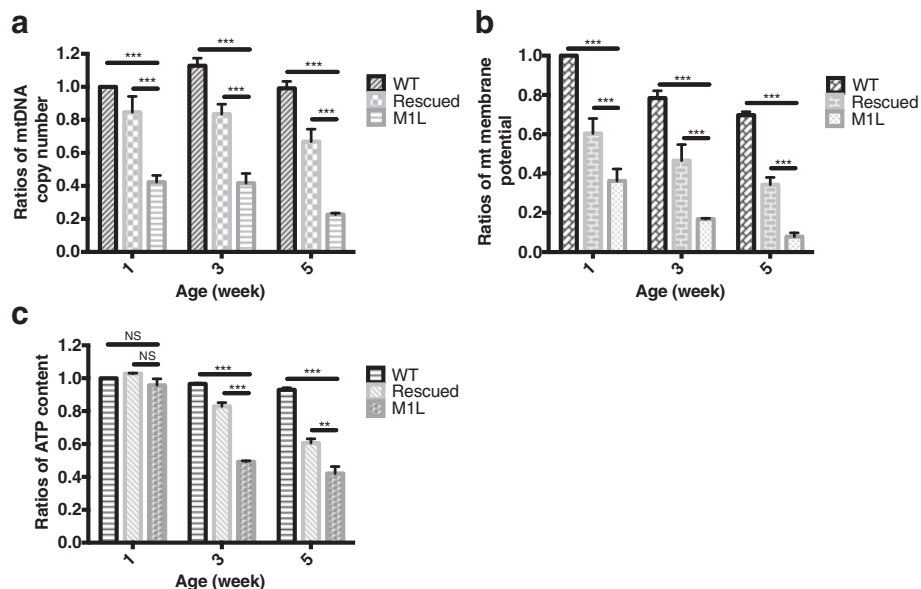 a
Ratios of mtDNA
copy number
1.2
1.0
0.8
0.6
0.4
0.2
0.0
***
***
***
***
***
***
1
3
5
Age (week)
WT
Rescued
M1L
b
Ratios of mt membrane
potential
1.0
0.8
0.6
0.4
0.2
0.0
***
***
***
***
***
***
1
3
5
Age (week)
WT
Rescued
M1L
c
Ratios of ATP content
1.2
1.0
0.8
0.6
0.4
0.2
0.0
NS
NS
***
***
***
**
1
3
5
Age (week)
WT
Rescued
M1L